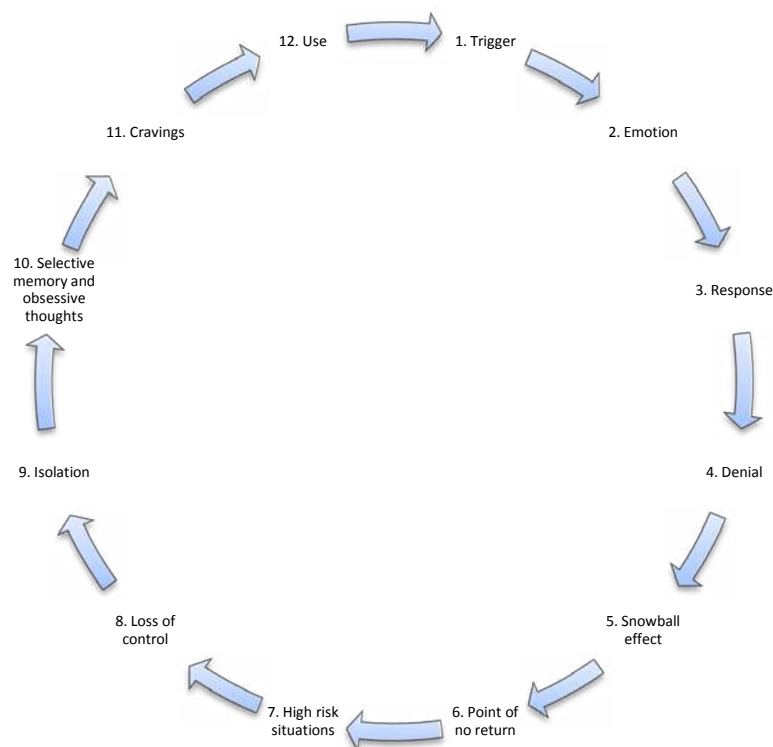 1. Trigger
2. Emotion
3. Response
4. Denial
5. Snowball
effect
6. Point of
no return
7. High risk
situations
8. Loss of
control
9. Isolation
10. Selective
memory and
obsessive
thoughts
11. Cravings
12. Use